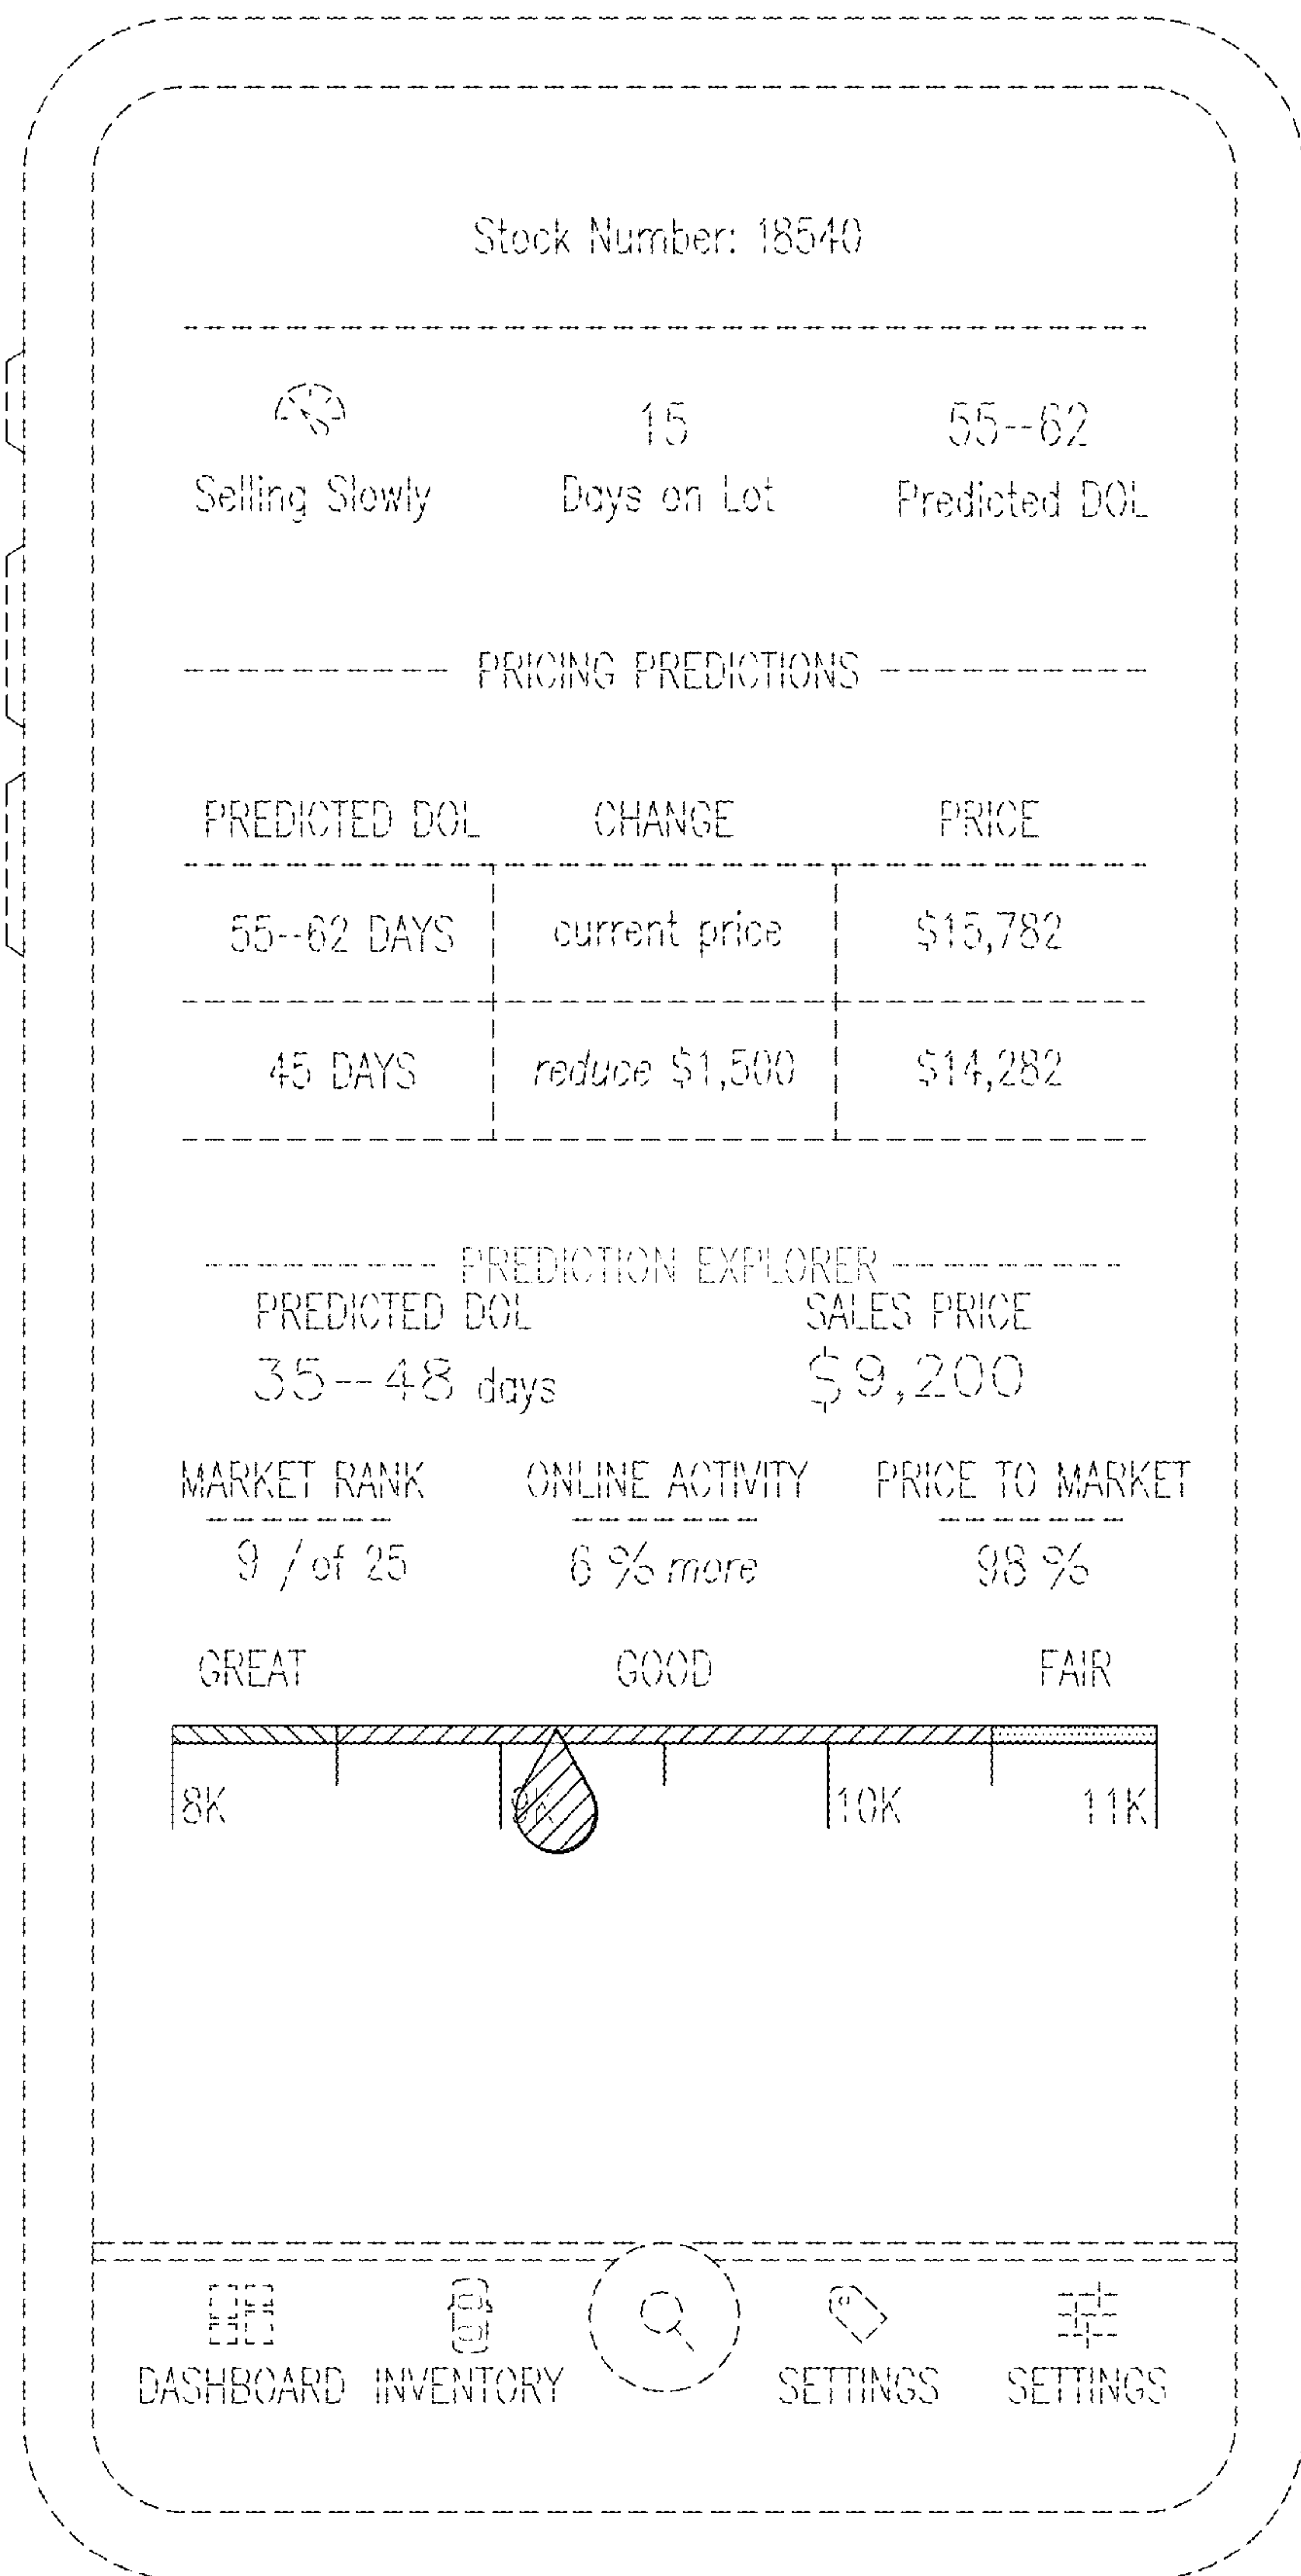 Stock Number: 18540
15 55--62
Selling Slowly Days on Lot Predicted DOL
PRICING PREDICTIONS
PREDICTED DOL CHANGE PRICE
55--62 DAYS current price $15,782
45 DAYS reduce $1,500 $14,282
PREDICTION EXPLORER
PREDICTED DOL SALES PRICE
35--48 days $9,200
MARKET RANK ONLINE ACTIVITY PRICE TO MARKET
9 / of 25 6 % more 98 %
GREAT GOOD FAIR
8K 9K 10K 11K
DASHBOARD INVENTORY SETTINGS SETTINGS